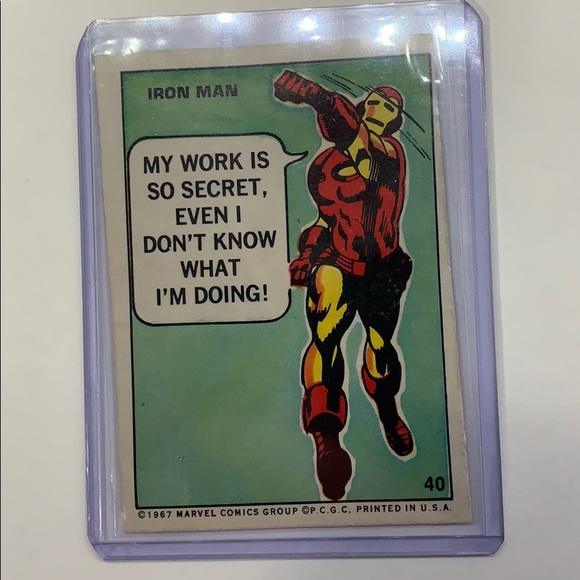 IRON MAN
MY WORK IS
SO SECRET,
EVEN I
DON'T KNOW
WHAT
I'M DOING!
40
©1967 MARVEL COMICS GROUP ©P.C.G.C. PRINTED IN U.S.A.